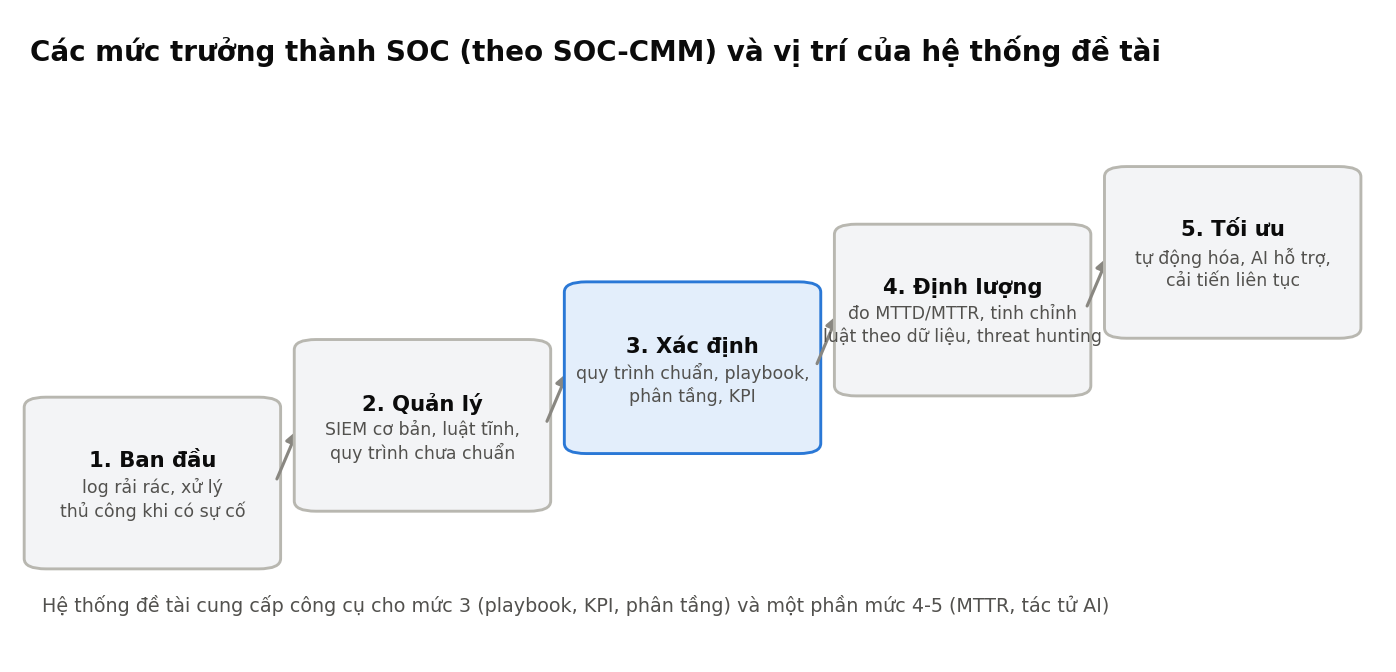 Các mức trưởng thành SOC (theo SOC-CMM) và vị trí của hệ thống đề tài
1. Ban đầu
log rải rác, xử lý
thủ công khi có sự cố
2. Quản lý
SIEM cơ bản, luật tĩnh,
quy trình chưa chuẩn
3. Xác định
quy trình chuẩn, playbook,
phân tầng, KPI
4. Định lượng
đo MTTD/MTTR, tinh chỉnh
luật theo dữ liệu, threat hunting
5. Tối ưu
tự động hóa, AI hỗ trợ,
cải tiến liên tục
Hệ thống đề tài cung cấp công cụ cho mức 3 (playbook, KPI, phân tầng) và một phần mức 4-5 (MTTR, tác tử AI)